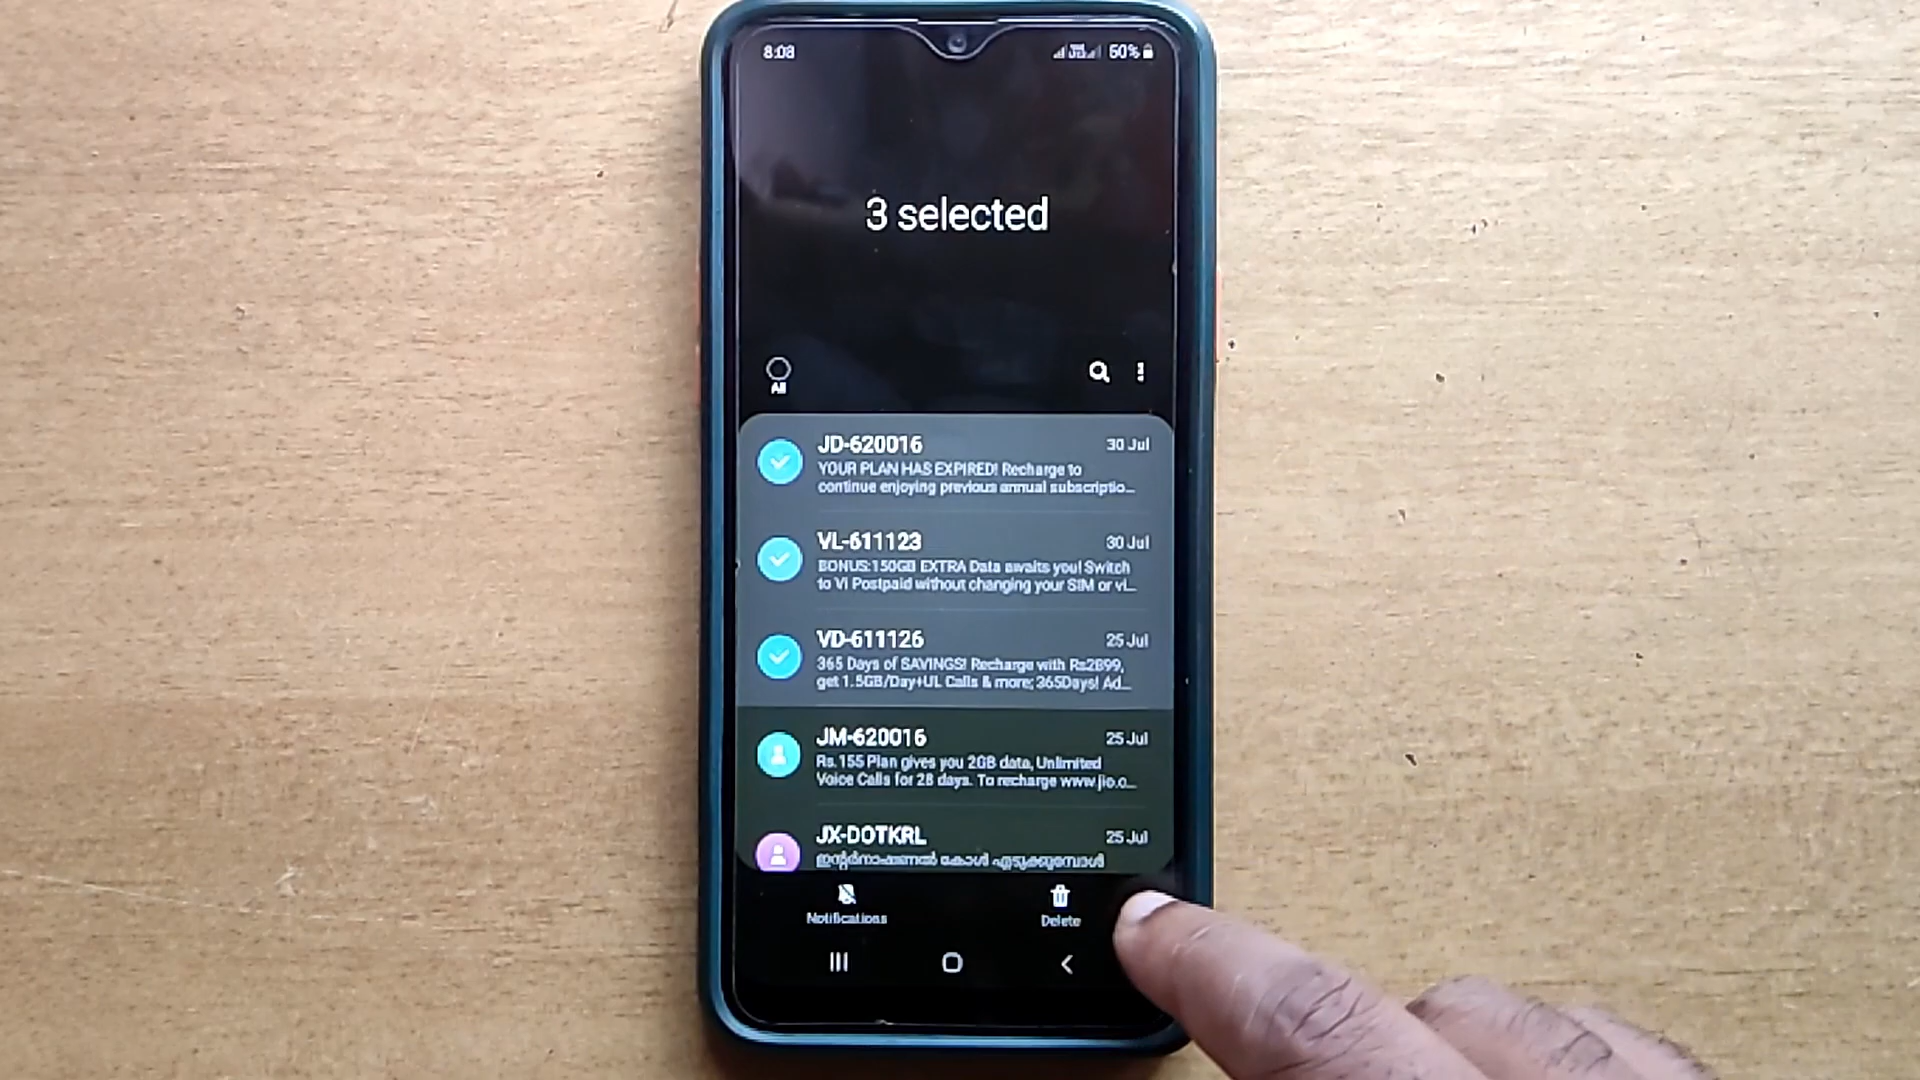 8:08
60%
3 selected
All
JD-620016 30 Jul
YOUR PLAN HAS EXPIRED! Recharge to
continue enjoying previous annual subscriptio...
VL-611123 30 Jul
BONUS:150GB EXTRA Data awaits you! Switch
to Vi Postpaid without changing your SIM or vi...
VD-611126 25 Jul
365 Days of SAVINGS! Recharge with Rs2899,
get 1.5GB/Day+UL Calls & more; 365Days! Ad...
JM-620016 25 Jul
Rs.155 Plan gives you 2GB data, Unlimited
Voice Calls for 28 days. To recharge www.jio.c...
JX-DOTKRL 25 Jul
ഇന്റർനാഷണൽ കോൾ എടുക്കുമ്പോൾ
Notifications
Delete